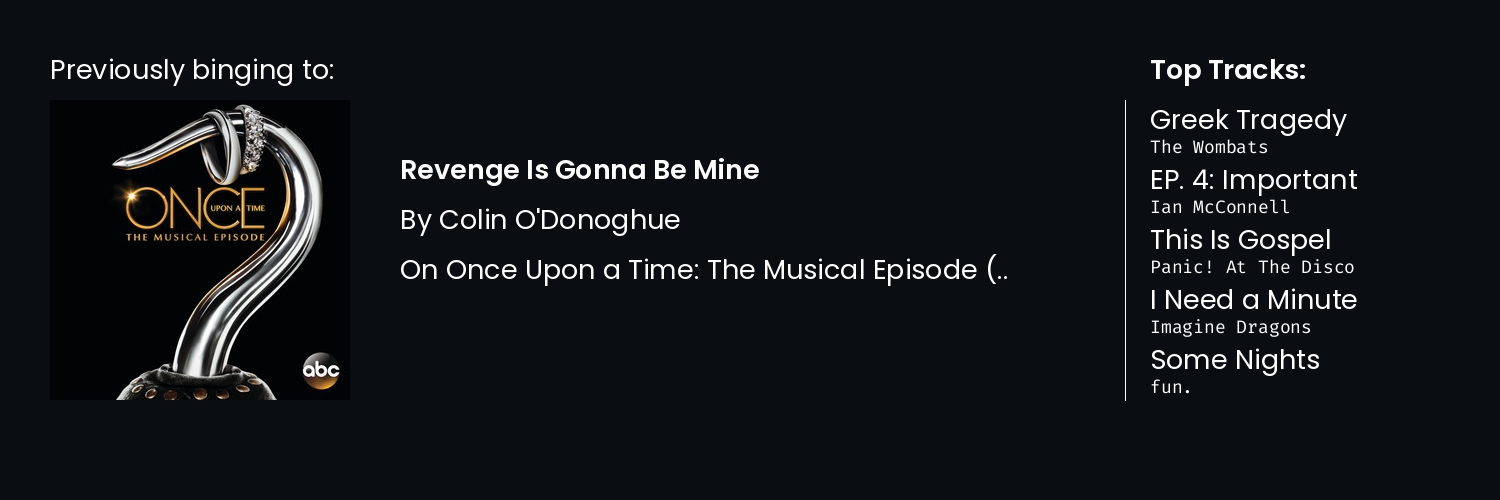 Previously binging to:
ONCE
UPON A TIME
THE MUSICAL EPISODE
abc
Revenge Is Gonna Be Mine
By Colin O'Donoghue
On Once Upon a Time: The Musical Episode (..
Top Tracks:
Greek Tragedy
The Wombats
EP. 4: Important
Ian McConnell
This Is Gospel
Panic! At The Disco
I Need a Minute
Imagine Dragons
Some Nights
fun.